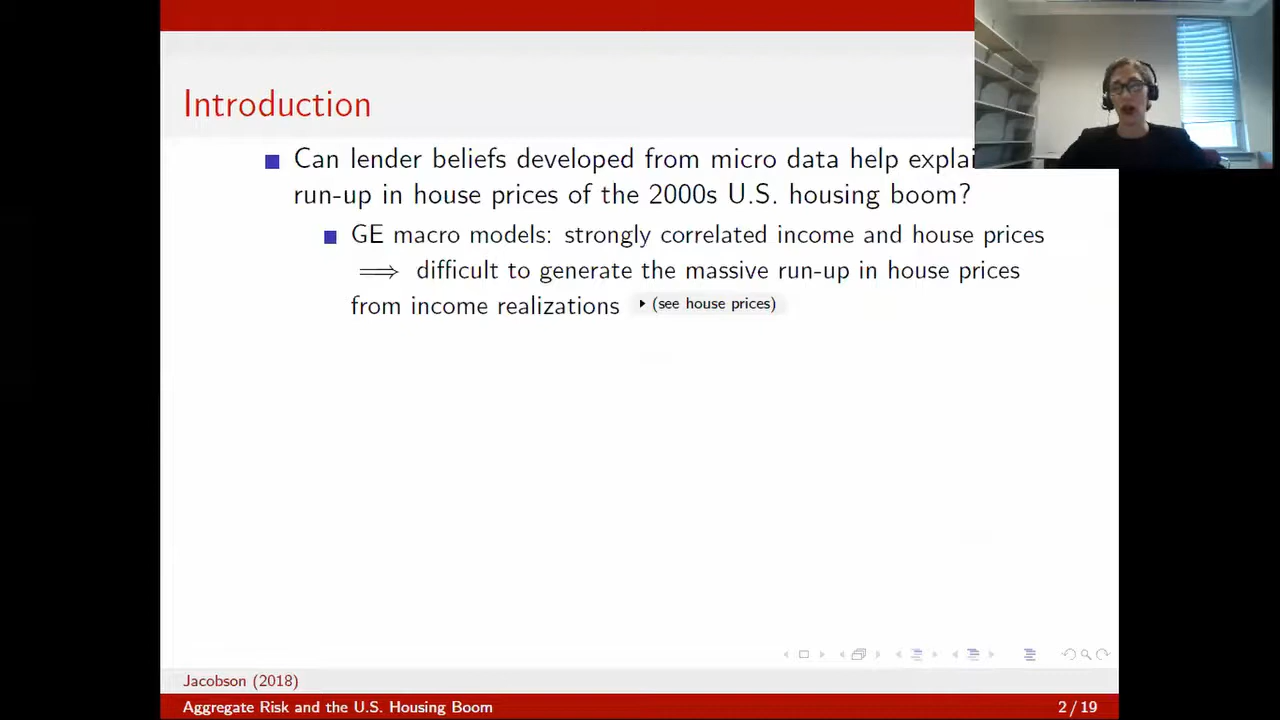 Introduction
Can lender beliefs developed from micro data help
run-up in house prices of the 2000s U.S. housing boom?
GE macro models: strongly correlated income and house prices
⟹ difficult to generate the massive run-up in house prices
from income realizations (see house prices)
Jacobson (2018)
Aggregate Risk and the U.S. Housing Boom 2 / 19